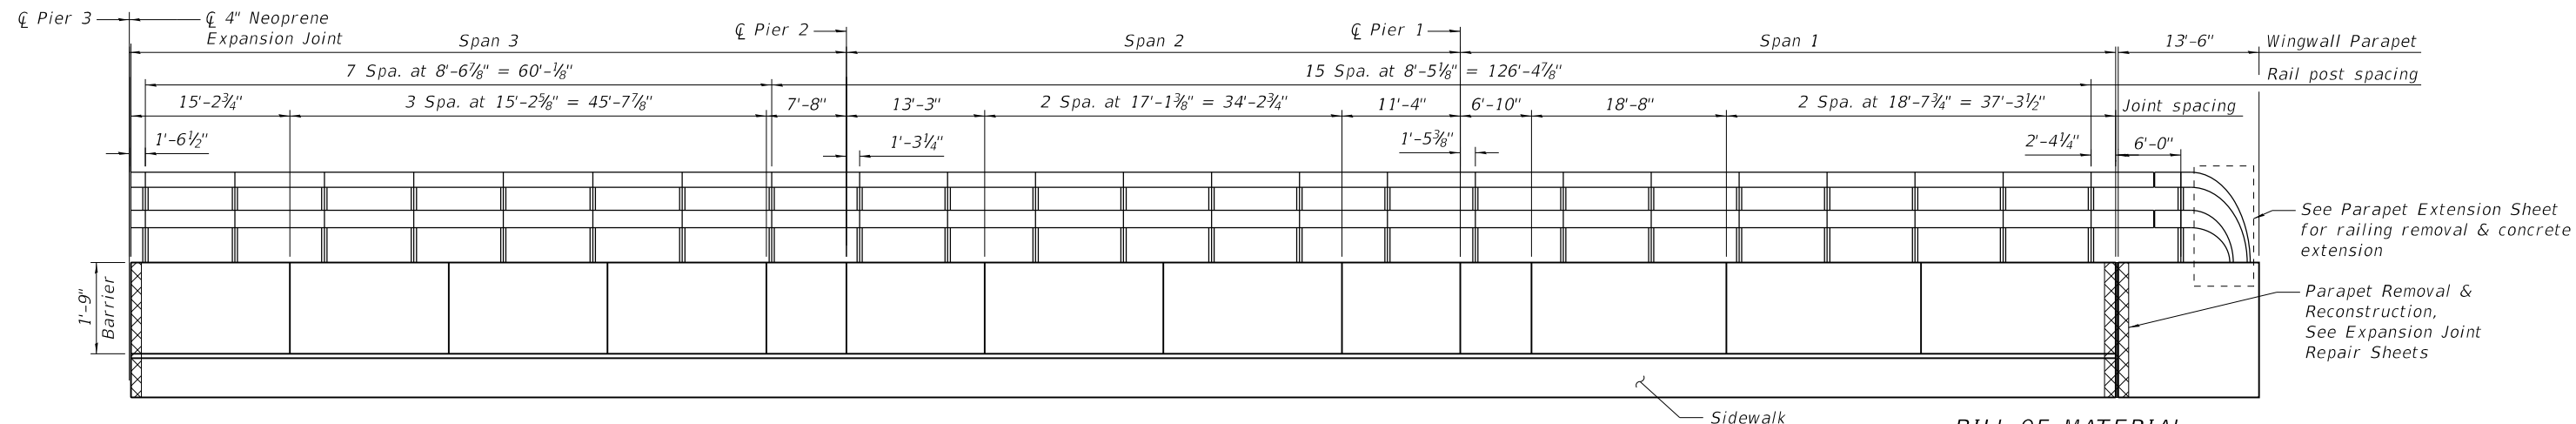 ℄ Pier 3
℄ 4" Neoprene
Expansion Joint
Span 3
℄ Pier 2
Span 2
℄ Pier 1
Span 1
13'-6"
Wingwall Parapet
7 Spa. at 8'-6⅞" = 60'-⅛"
15 Spa. at 8'-5⅛" = 126'-4⅞"
Rail post spacing
15'-2¾"
3 Spa. at 15'-2⅝" = 45'-7⅞"
7'-8"
13'-3"
2 Spa. at 17'-1⅜" = 34'-2¾"
11'-4"
6'-10"
18'-8"
2 Spa. at 18'-7¾" = 37'-3½"
Joint spacing
1'-6½"
1'-3¼"
1'-5⅜"
2'-4¼"
6'-0"
See Parapet Extension Sheet
for railing removal & concrete
extension
1'-9"
Barrier
Parapet Removal &
Reconstruction,
See Expansion Joint
Repair Sheets
Sidewalk
BILL OF MATERIAL